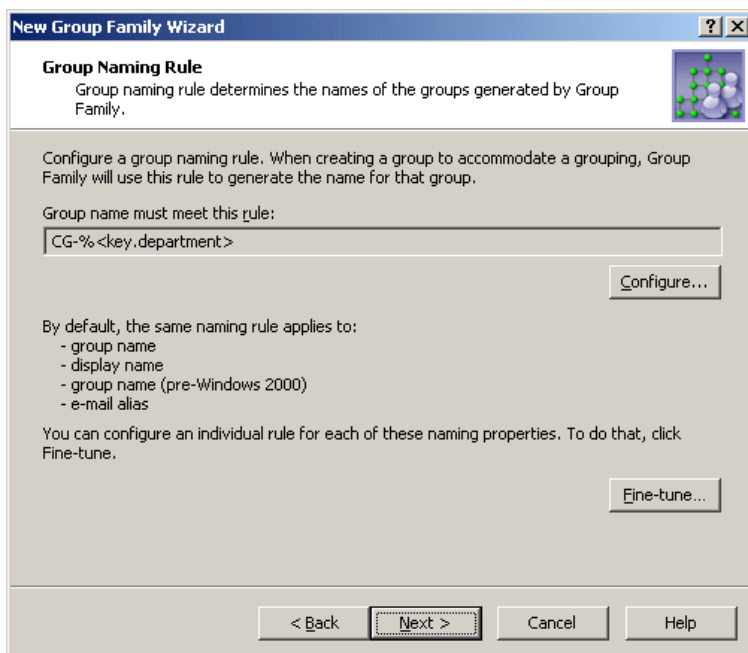 New Group Family Wizard
Group Naming Rule
Group naming rule determines the names of the groups generated by Group
Family.
Configure a group naming rule. When creating a group to accommodate a grouping, Group
Family will use this rule to generate the name for that group.
Group name must meet this rule:
CG-%<key.department>
Configure...
By default, the same naming rule applies to:
- group name
- display name
- group name (pre-Windows 2000)
- e-mail alias
You can configure an individual rule for each of these naming properties. To do that, click
Fine-tune.
Fine-tune...
< Back Next > Cancel Help